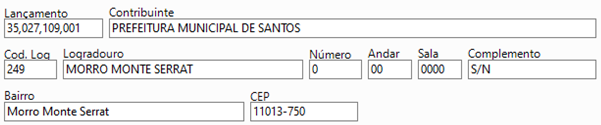 Lançamento Contribuinte
35,027,109,001 PREFEITURA MUNICIPAL DE SANTOS
Cod. Log Logradouro Número Andar Sala Complemento
249 MORRO MONTE SERRAT 0 00 0000 S/N
Bairro CEP
Morro Monte Serrat 11013-750